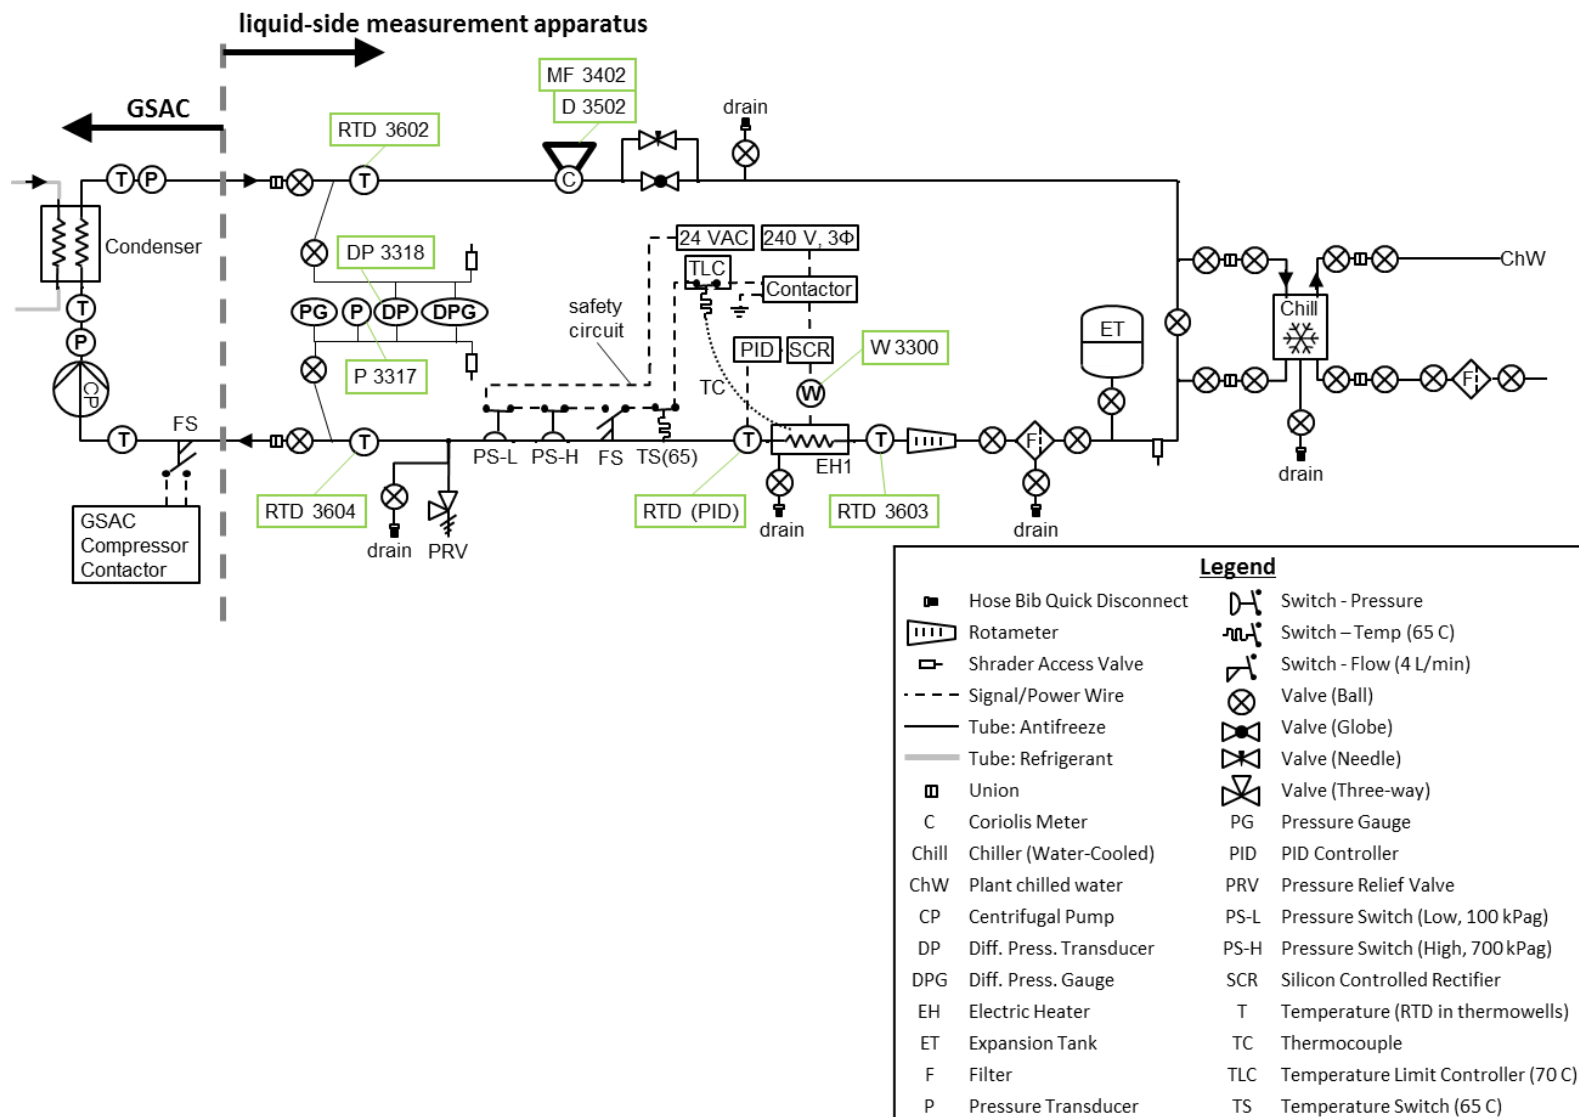 liquid-side measurement apparatus
GSAC
MF 3402
D 3502
RTD 3602
drain
T P
T
C
Condenser
24 VAC
240 V, 3Φ
DP 3318
TLC
Contactor
safety
circuit
PG P DP DPG
T
P
CP
P 3317
PID
SCR
W 3300
TC
W
ET
Chill
ChW
F
FS
T
T
PS-L
PS-H
FS
TS(65)
T
EH1
T
F
RTD 3604
RTD (PID)
RTD 3603
drain
PRV
drain
drain
drain
GSAC
Compressor
Contactor
Legend
Hose Bib Quick Disconnect
Rotameter
Shrader Access Valve
Signal/Power Wire
Tube: Antifreeze
Tube: Refrigerant
Union
C Coriolis Meter
Chill Chiller (Water-Cooled)
ChW Plant chilled water
CP Centrifugal Pump
DP Diff. Press. Transducer
DPG Diff. Press. Gauge
EH Electric Heater
ET Expansion Tank
F Filter
P Pressure Transducer
Switch - Pressure
Switch – Temp (65 C)
Switch - Flow (4 L/min)
Valve (Ball)
Valve (Globe)
Valve (Needle)
Valve (Three-way)
PG Pressure Gauge
PID PID Controller
PRV Pressure Relief Valve
PS-L Pressure Switch (Low, 100 kPag)
PS-H Pressure Switch (High, 700 kPag)
SCR Silicon Controlled Rectifier
T Temperature (RTD in thermowells)
TC Thermocouple
TLC Temperature Limit Controller (70 C)
TS Temperature Switch (65 C)